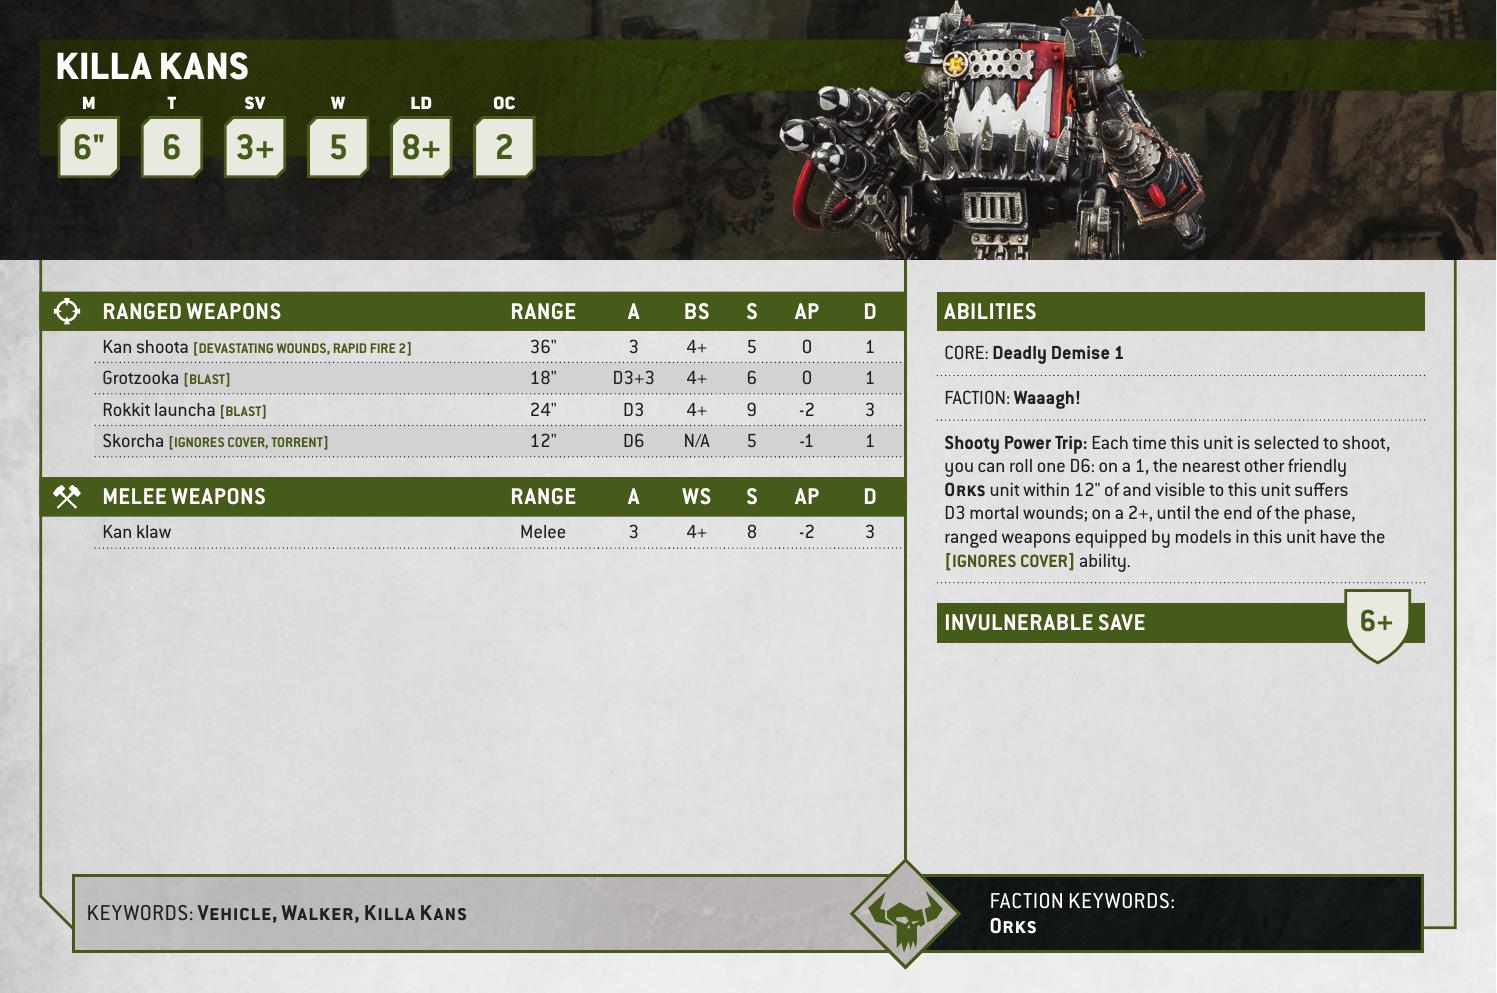 KILLA KANS
M T SV W LD OC
6" 6 3+ 5 8+ 2
RANGED WEAPONS RANGE A BS S AP D
Kan shoota [DEVASTATING WOUNDS, RAPID FIRE 2] 36" 3 4+ 5 0 1
Grotzooka [BLAST] 18" D3+3 4+ 6 0 1
Rokkit launcha [BLAST] 24" D3 4+ 9 -2 3
Skorcha [IGNORES COVER, TORRENT] 12" D6 N/A 5 -1 1
MELEE WEAPONS RANGE A WS S AP D
Kan klaw Melee 3 4+ 8 -2 3
ABILITIES
CORE: Deadly Demise 1
FACTION: Waaagh!
Shooty Power Trip: Each time this unit is selected to shoot,
you can roll one D6: on a 1, the nearest other friendly
ORKS unit within 12" of and visible to this unit suffers
D3 mortal wounds; on a 2+, until the end of the phase,
ranged weapons equipped by models in this unit have the
[IGNORES COVER] ability.
INVULNERABLE SAVE 6+
KEYWORDS: VEHICLE, WALKER, KILLA KANS
FACTION KEYWORDS:
ORKS